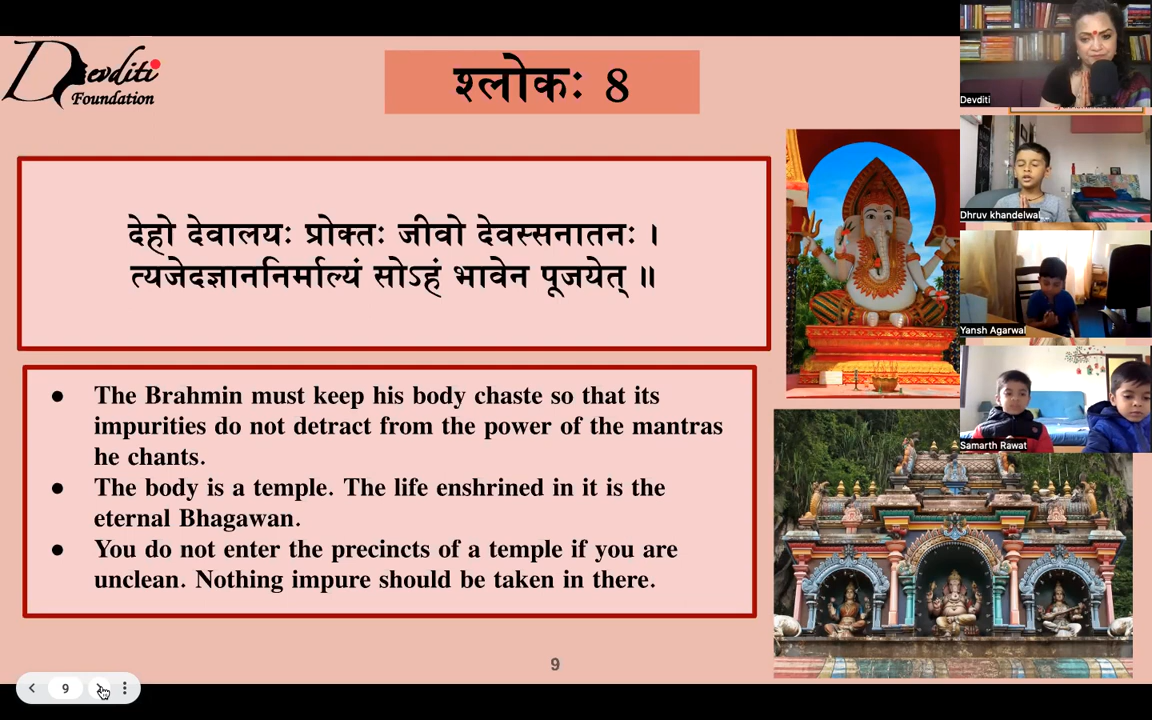 Devditi
Foundation
श्लोकः 8
देहो देवालयः प्रोक्तः जीवो देवस्सनातनः ।
त्यजेदज्ञाननिर्माल्यं सोऽहं भावेन पूजयेत् ॥
● The Brahmin must keep his body chaste so that its
impurities do not detract from the power of the mantras
he chants.
● The body is a temple. The life enshrined in it is the
eternal Bhagawan.
● You do not enter the precincts of a temple if you are
unclean. Nothing impure should be taken in there.
9
9
Devditi
Dhruv khandelwal
Yansh Agarwal
Samarth Rawat